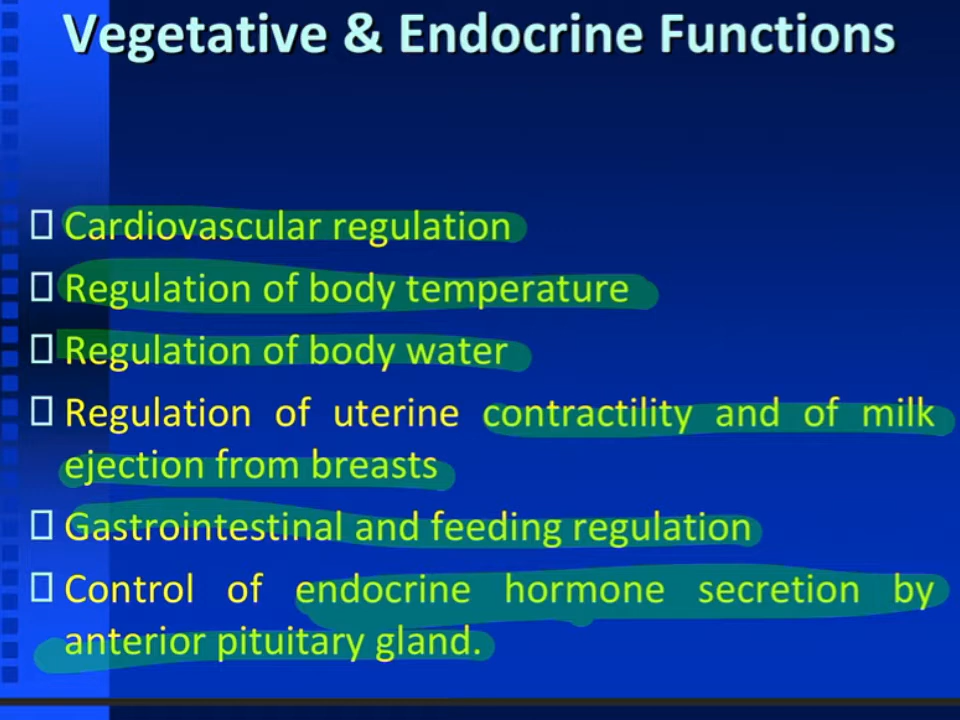 Vegetative & Endocrine Functions
Cardiovascular regulation
Regulation of body temperature
Regulation of body water
Regulation of uterine contractility and of milk
ejection from breasts
Gastrointestinal and feeding regulation
Control of endocrine hormone secretion by
anterior pituitary gland.